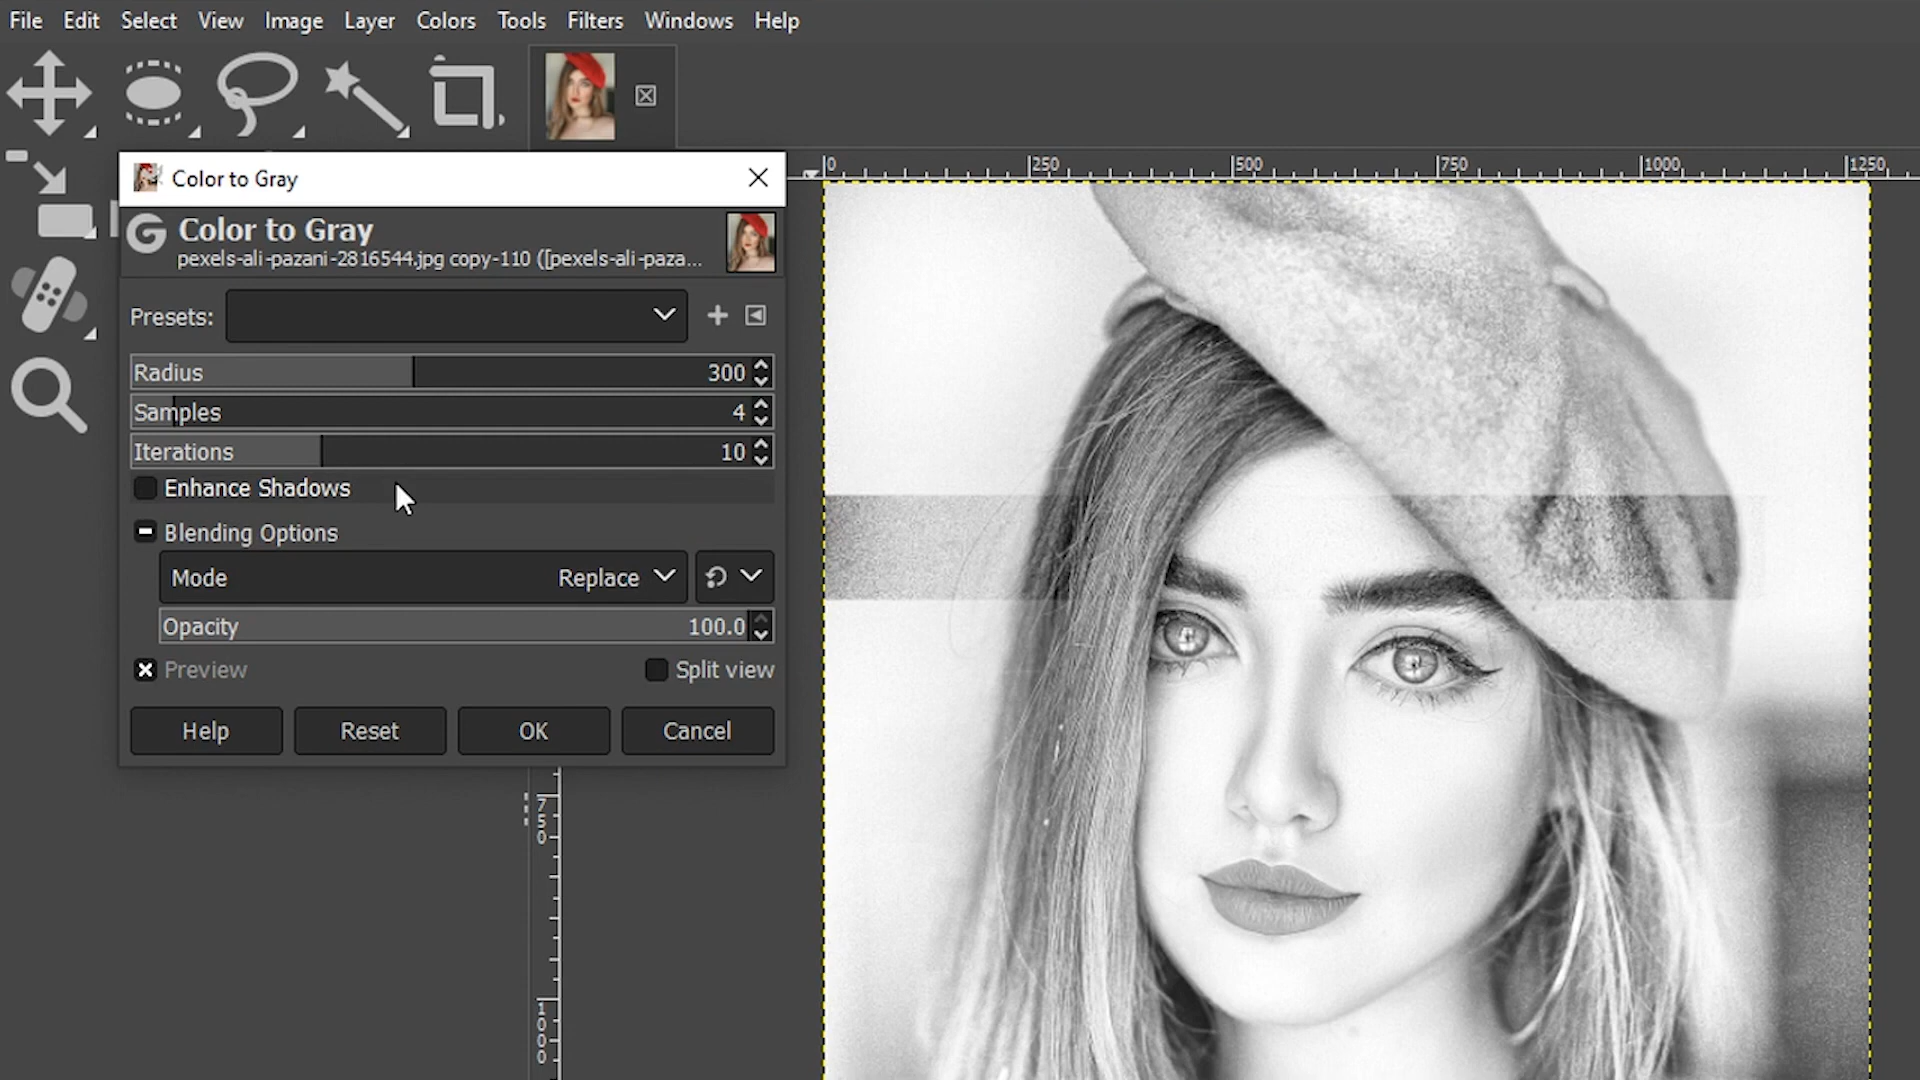 File Edit Select View Image Layer Colors Tools Filters Windows Help
Color to Gray
0 250 500 750 1000 1250
Color to Gray
pexels-ali-pazani-2816544.jpg copy-110 ([pexels-ali-paza...
Presets:
Radius 300
Samples 4
Iterations 10
Enhance Shadows
Blending Options
Mode Replace
Opacity 100.0
Preview Split view
Help Reset OK Cancel
750
1000